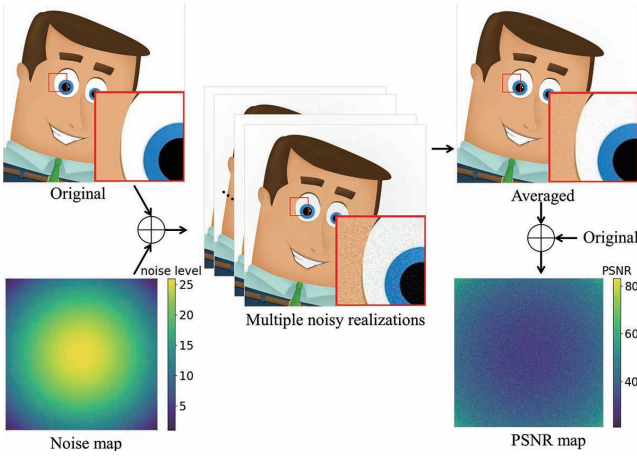 Original
Averaged
Original
noise level
25
20
15
10
5
Noise map
Multiple noisy realizations
PSNR
80
60
40
PSNR map